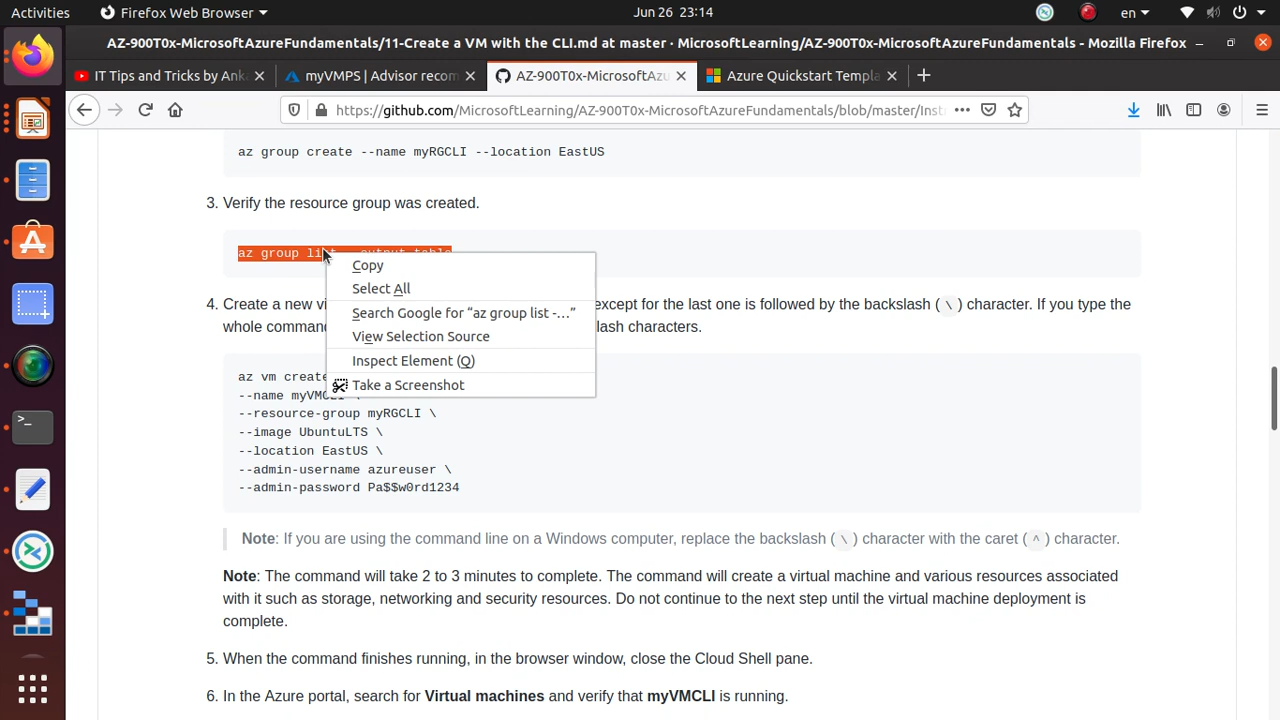 Activities
Firefox Web Browser
Jun 26 23:14
en
AZ-900T0x-MicrosoftAzureFundamentals/11-Create a VM with the CLI.md at master · MicrosoftLearning/AZ-900T0x-MicrosoftAzureFundamentals - Mozilla Firefox
IT Tips and Tricks by Ank
myVMPS | Advisor recom
AZ-900T0x-MicrosoftAzu
Azure Quickstart Templa
https://github.com/MicrosoftLearning/AZ-900T0x-MicrosoftAzureFundamentals/blob/master/Inst
az group create --name myRGCLI --location EastUS
3. Verify the resource group was created.
az group list --output table
Copy
Select All
Search Google for “az group list -…”
View Selection Source
Inspect Element (Q)
Take a Screenshot
4. Create a new vi except for the last one is followed by the backslash ( \ ) character. If you type the
whole comman lash characters.
az vm create
--name myVMCLI \
--resource-group myRGCLI \
--image UbuntuLTS \
--location EastUS \
--admin-username azureuser \
--admin-password Pa$$w0rd1234
Note: If you are using the command line on a Windows computer, replace the backslash ( \ ) character with the caret ( ^ ) character.
Note: The command will take 2 to 3 minutes to complete. The command will create a virtual machine and various resources associated
with it such as storage, networking and security resources. Do not continue to the next step until the virtual machine deployment is
complete.
5. When the command finishes running, in the browser window, close the Cloud Shell pane.
6. In the Azure portal, search for Virtual machines and verify that myVMCLI is running.